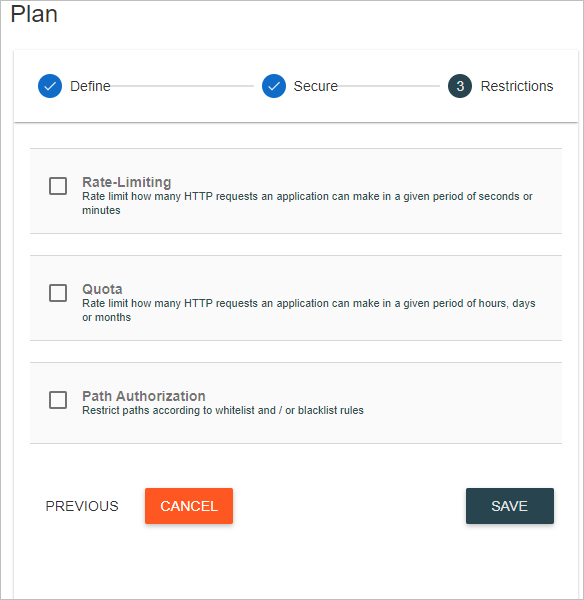 Plan
Define
Secure
3
Restrictions
Rate-Limiting
Rate limit how many HTTP requests an application can make in a given period of seconds or
minutes
Quota
Rate limit how many HTTP requests an application can make in a given period of hours, days
or months
Path Authorization
Restrict paths according to whitelist and / or blacklist rules
PREVIOUS
CANCEL
SAVE